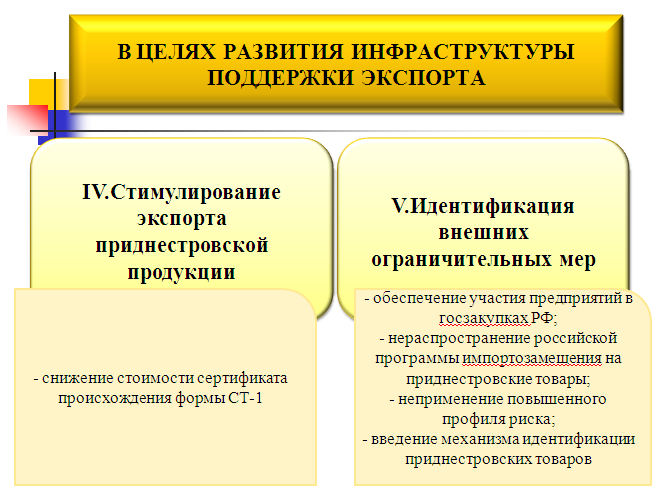 В ЦЕЛЯХ РАЗВИТИЯ ИНФРАСТРУКТУРЫ
ПОДДЕРЖКИ ЭКСПОРТА
IV.Стимулирование
экспорта
приднестровской
продукции
- снижение стоимости сертификата
происхождения формы СТ-1
V.Идентификация
внешних
ограничительных мер
- обеспечение участия предприятий в
госзакупках РФ;
- нераспространение российской
программы импортозамещения на
приднестровские товары;
- неприменение повышенного
профиля риска;
- введение механизма идентификации
приднестровских товаров